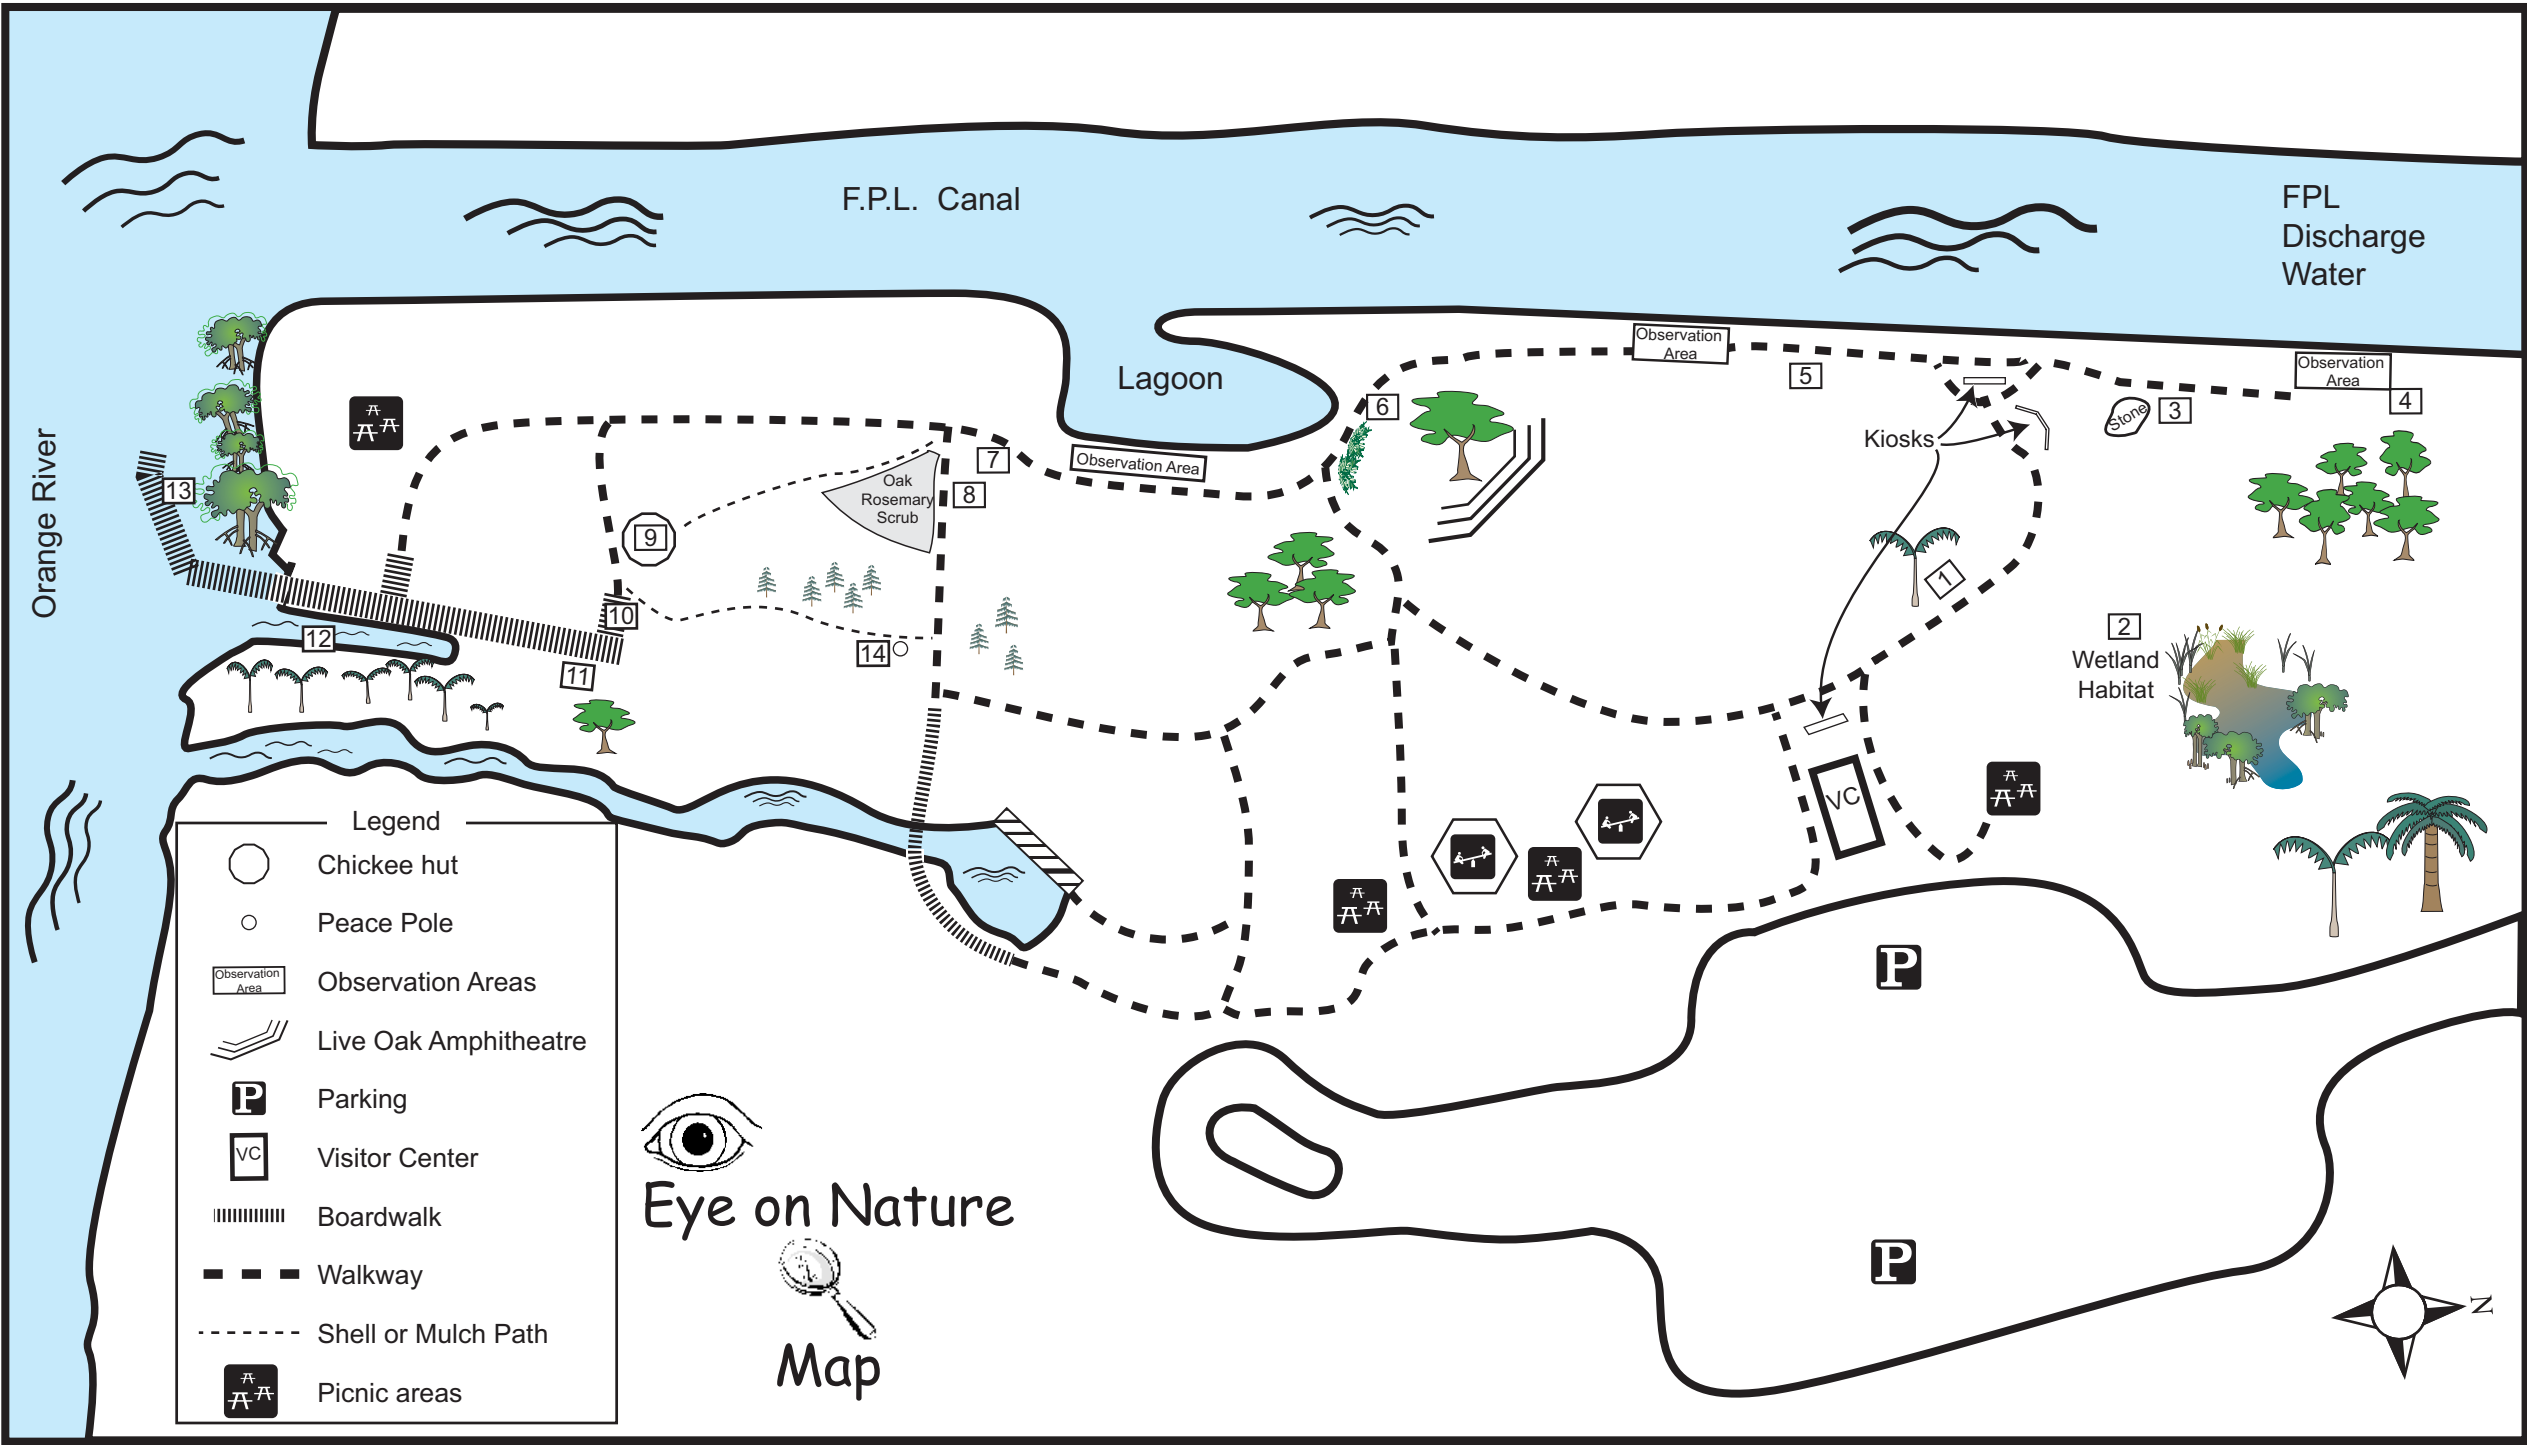 F.P.L. Canal
FPL
Discharge
Water
Lagoon
Observation
Area
Observation
Area
Observation Area
Orange River
Kiosks
Stone
1
2
3
4
5
6
7
8
9
10
11
12
13
14
Oak
Rosemary
Scrub
Wetland
Habitat
VC
P
P
Legend
Chickee hut
Peace Pole
Observation
Area
Observation Areas
Live Oak Amphitheatre
P
Parking
VC
Visitor Center
Boardwalk
Walkway
Shell or Mulch Path
Picnic areas
Eye on Nature
Map
N